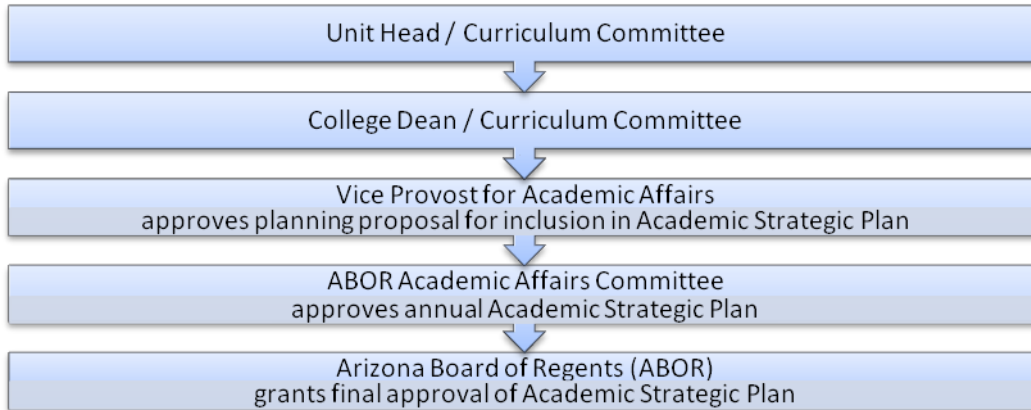 Unit Head / Curriculum Committee
College Dean / Curriculum Committee
Vice Provost for Academic Affairs
approves planning proposal for inclusion in Academic Strategic Plan
ABOR Academic Affairs Committee
approves annual Academic Strategic Plan
Arizona Board of Regents (ABOR)
grants final approval of Academic Strategic Plan